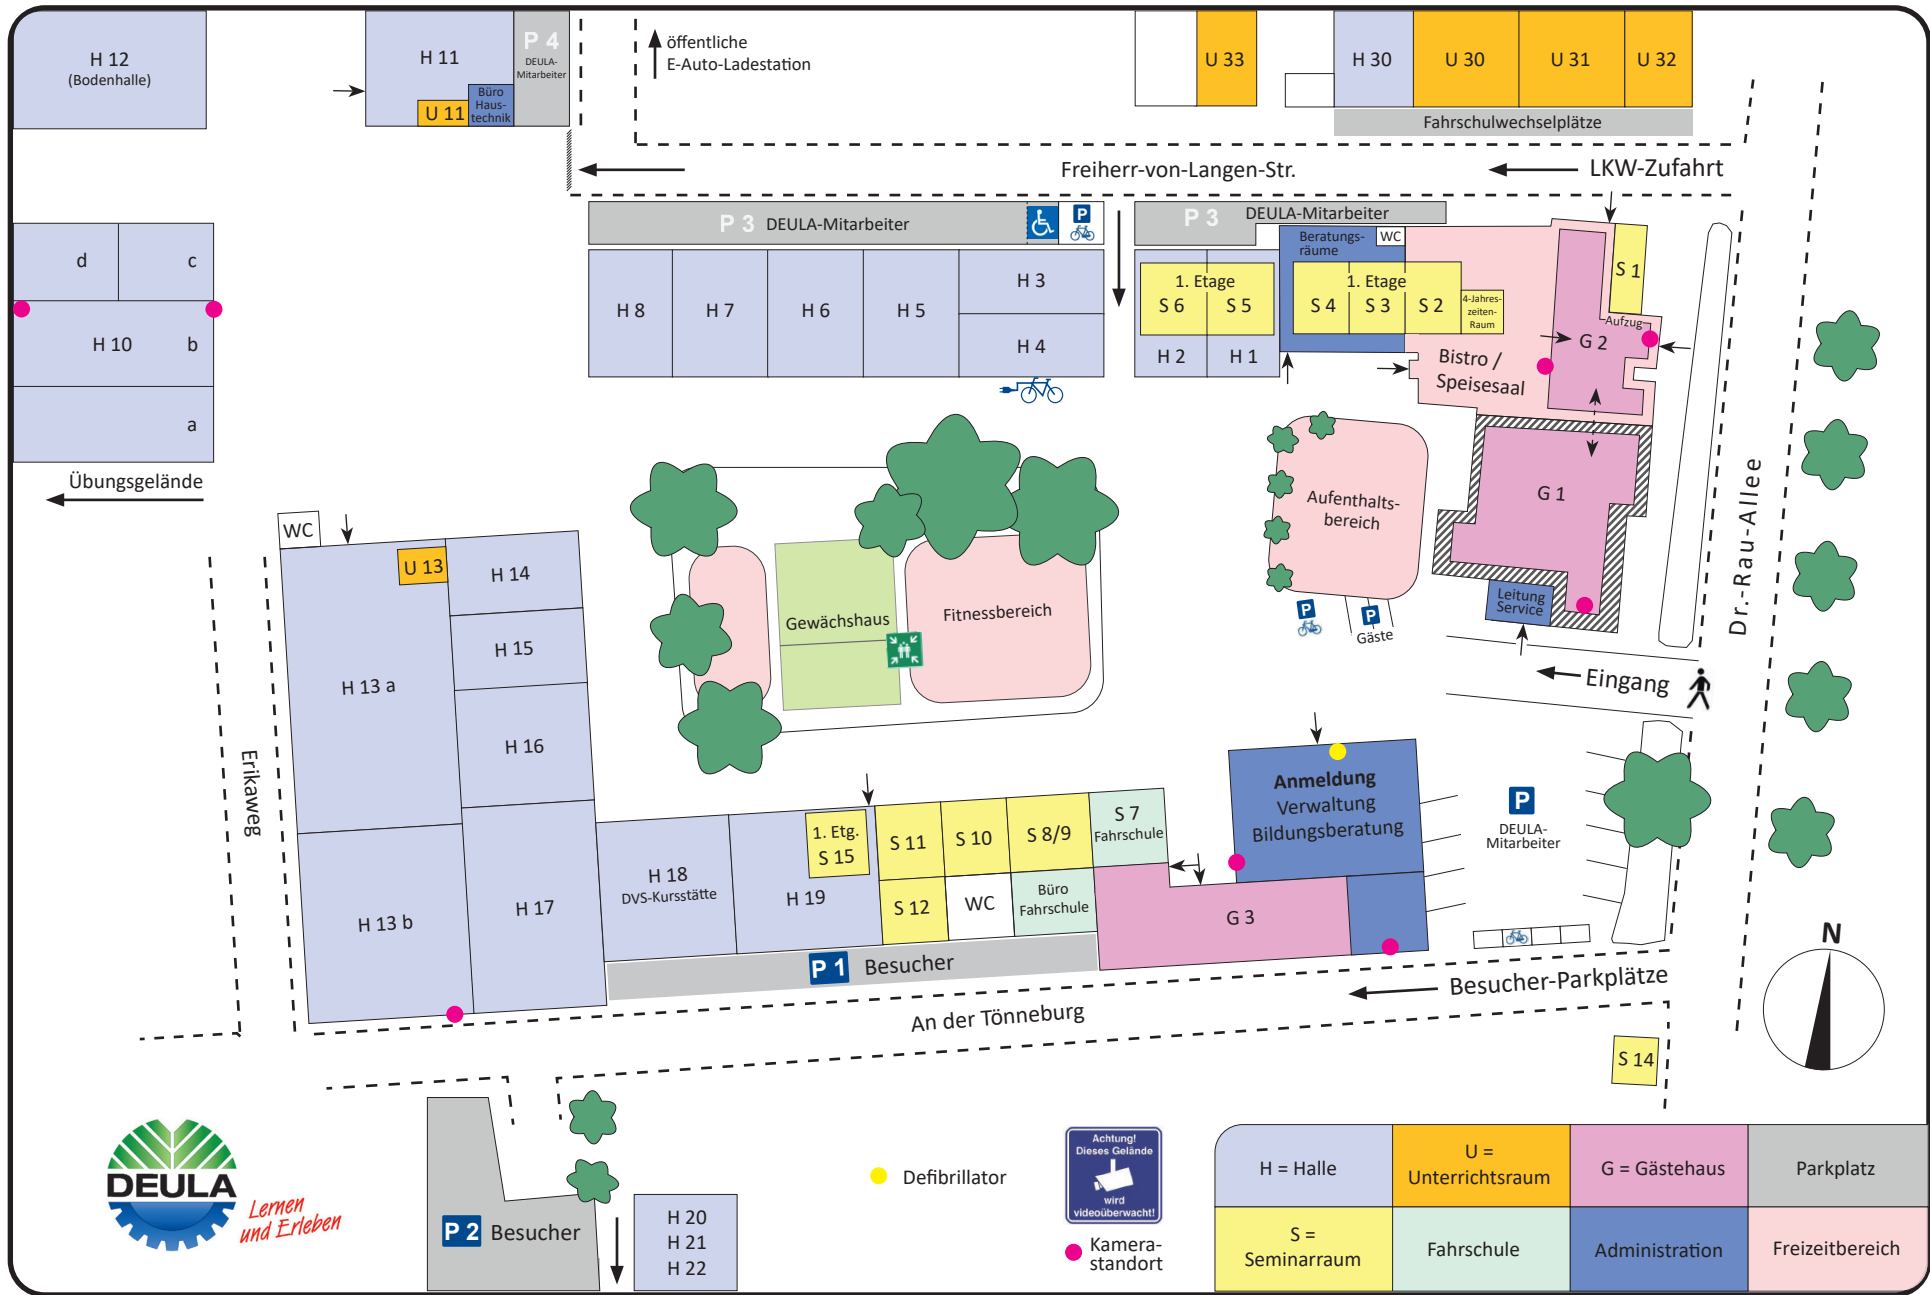 H 12
(Bodenhalle)
H 11
U 11
Büro
Haus-
technik
P 4
DEULA-
Mitarbeiter
öffentliche
E-Auto-Ladestation
U 33
H 30
U 30
U 31
U 32
Fahrschulwechselplätze
Freiherr-von-Langen-Str.
LKW-Zufahrt
P 3 DEULA-Mitarbeiter
P
P 3 DEULA-Mitarbeiter
d
c
H 10
b
a
Übungsgelände
H 8
H 7
H 6
H 5
H 3
H 4
1. Etage
S 6
S 5
H 2
H 1
Beratungs-
räume
WC
1. Etage
S 4
S 3
S 2
4-Jahres-
zeiten-
Raum
S 1
Aufzug
G 2
Bistro /
Speisesaal
G 1
Leitung
Service
Aufenthalts-
bereich
P
P
Gäste
Eingang
Dr.-Rau-Allee
WC
U 13
H 14
H 15
H 13 a
H 16
H 13 b
H 17
Erikaweg
Gewächshaus
Fitnessbereich
H 18
DVS-Kursstätte
1. Etg.
S 15
H 19
S 11
S 10
S 8/9
S 7
Fahrschule
S 12
WC
Büro
Fahrschule
G 3
Anmeldung
Verwaltung
Bildungsberatung
P
DEULA-
Mitarbeiter
P 1 Besucher
Besucher-Parkplätze
An der Tönneburg
N
S 14
DEULA
Lernen
und Erleben
P 2 Besucher
H 20
H 21
H 22
Defibrillator
Achtung!
Dieses Gelände
wird
videoüberwacht!
Kamera-
standort
H = Halle
U =
Unterrichtsraum
G = Gästehaus
Parkplatz
S =
Seminarraum
Fahrschule
Administration
Freizeitbereich